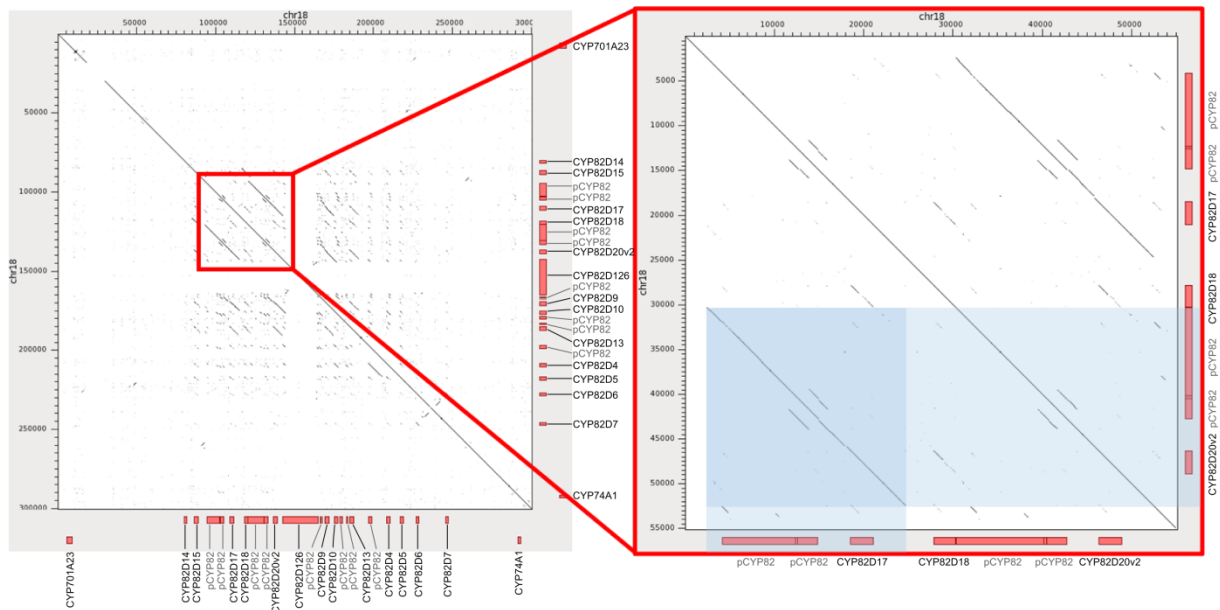 chr18
50000 100000 150000 200000 250000 300000
chr18
50000
100000
150000
200000
250000
300000
CYP701A23
CYP82D14
CYP82D15
pCYP82
pCYP82
CYP82D17
CYP82D18
pCYP82
pCYP82
CYP82D20v2
CYP82D126
pCYP82
CYP82D9
CYP82D10
pCYP82
pCYP82
CYP82D13
pCYP82
CYP82D4
CYP82D5
CYP82D6
CYP82D7
CYP74A1
CYP701A23
CYP82D14
CYP82D15
pCYP82
pCYP82
CYP82D17
CYP82D18
pCYP82
pCYP82
CYP82D20v2
CYP82D126
pCYP82
CYP82D9
CYP82D10
pCYP82
pCYP82
CYP82D13
pCYP82
CYP82D4
CYP82D5
CYP82D6
CYP82D7
CYP74A1
chr18
10000 20000 30000 40000 50000
chr18
5000
10000
15000
20000
25000
30000
35000
40000
45000
50000
55000
pCYP82
pCYP82
CYP82D17
CYP82D18
pCYP82
pCYP82
CYP82D20v2
pCYP82 pCYP82 CYP82D17 CYP82D18 pCYP82 pCYP82 CYP82D20v2